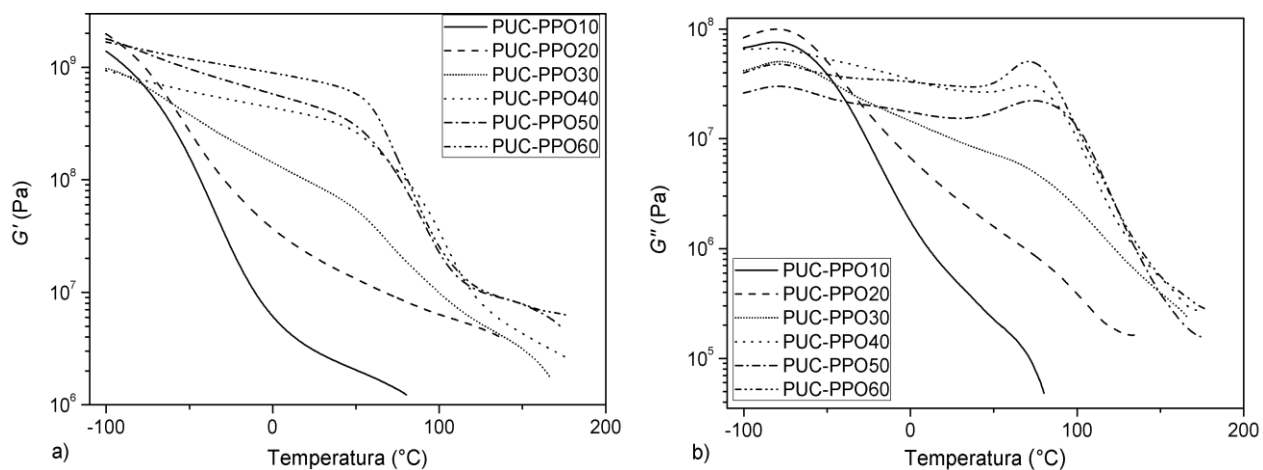 PUC-PPO10
PUC-PPO20
PUC-PPO30
PUC-PPO40
PUC-PPO50
PUC-PPO60
10⁹
10⁸
10⁷
10⁶
G' (Pa)
-100
0
100
200
a)
Temperatura (°C)
10⁸
10⁷
10⁶
10⁵
G'' (Pa)
PUC-PPO10
PUC-PPO20
PUC-PPO30
PUC-PPO40
PUC-PPO50
PUC-PPO60
-100
0
100
200
b)
Temperatura (°C)